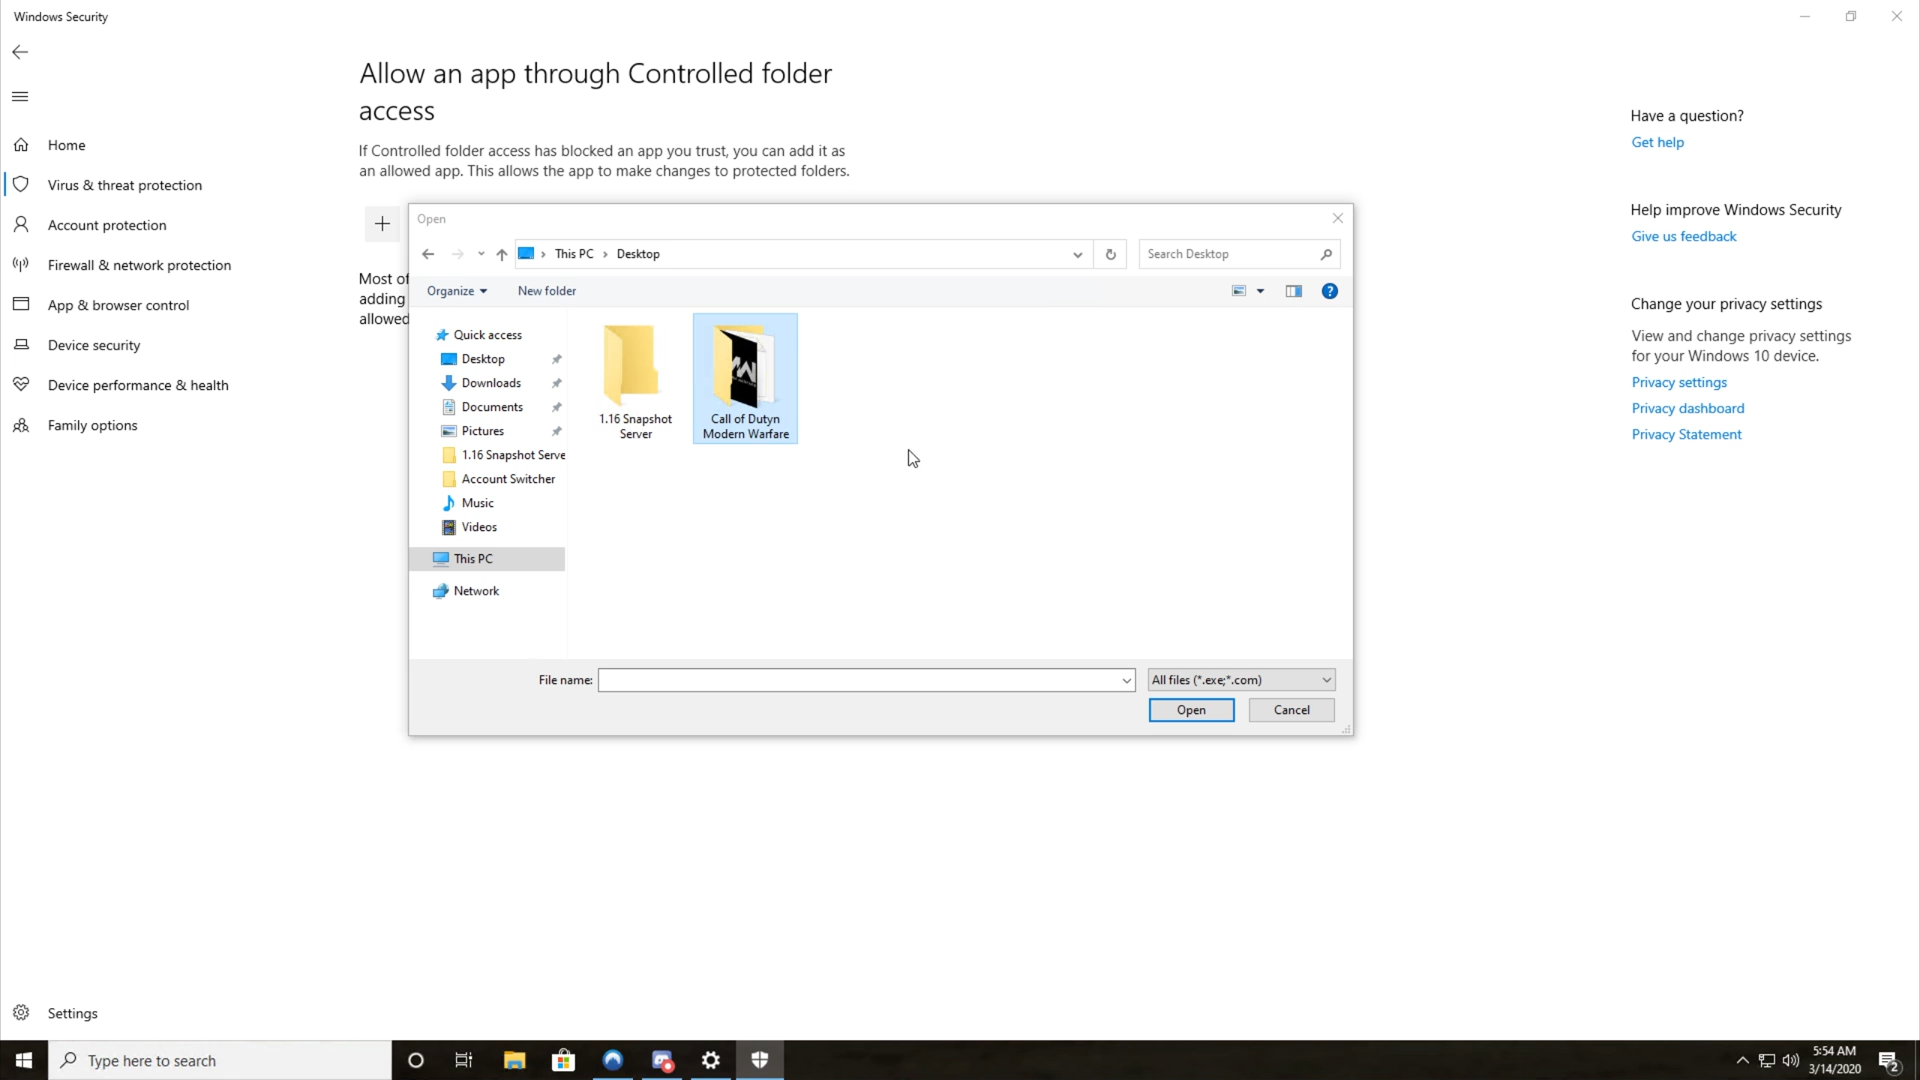 Windows Security
Allow an app through Controlled folder
access
If Controlled folder access has blocked an app you trust, you can add it as
an allowed app. This allows the app to make changes to protected folders.
Home
Virus & threat protection
Account protection
Firewall & network protection
App & browser control
Device security
Device performance & health
Family options
Settings
Most of
adding
allowed
Open
This PC > Desktop
Search Desktop
Organize
New folder
Quick access
Desktop
Downloads
Documents
Pictures
1.16 Snapshot Serve
Account Switcher
Music
Videos
This PC
Network
1.16 Snapshot
Server
Call of Dutyn
Modern Warfare
File name:
All files (*.exe;*.com)
Open
Cancel
Have a question?
Get help
Help improve Windows Security
Give us feedback
Change your privacy settings
View and change privacy settings
for your Windows 10 device.
Privacy settings
Privacy dashboard
Privacy Statement
Type here to search
5:54 AM
3/14/2020
2